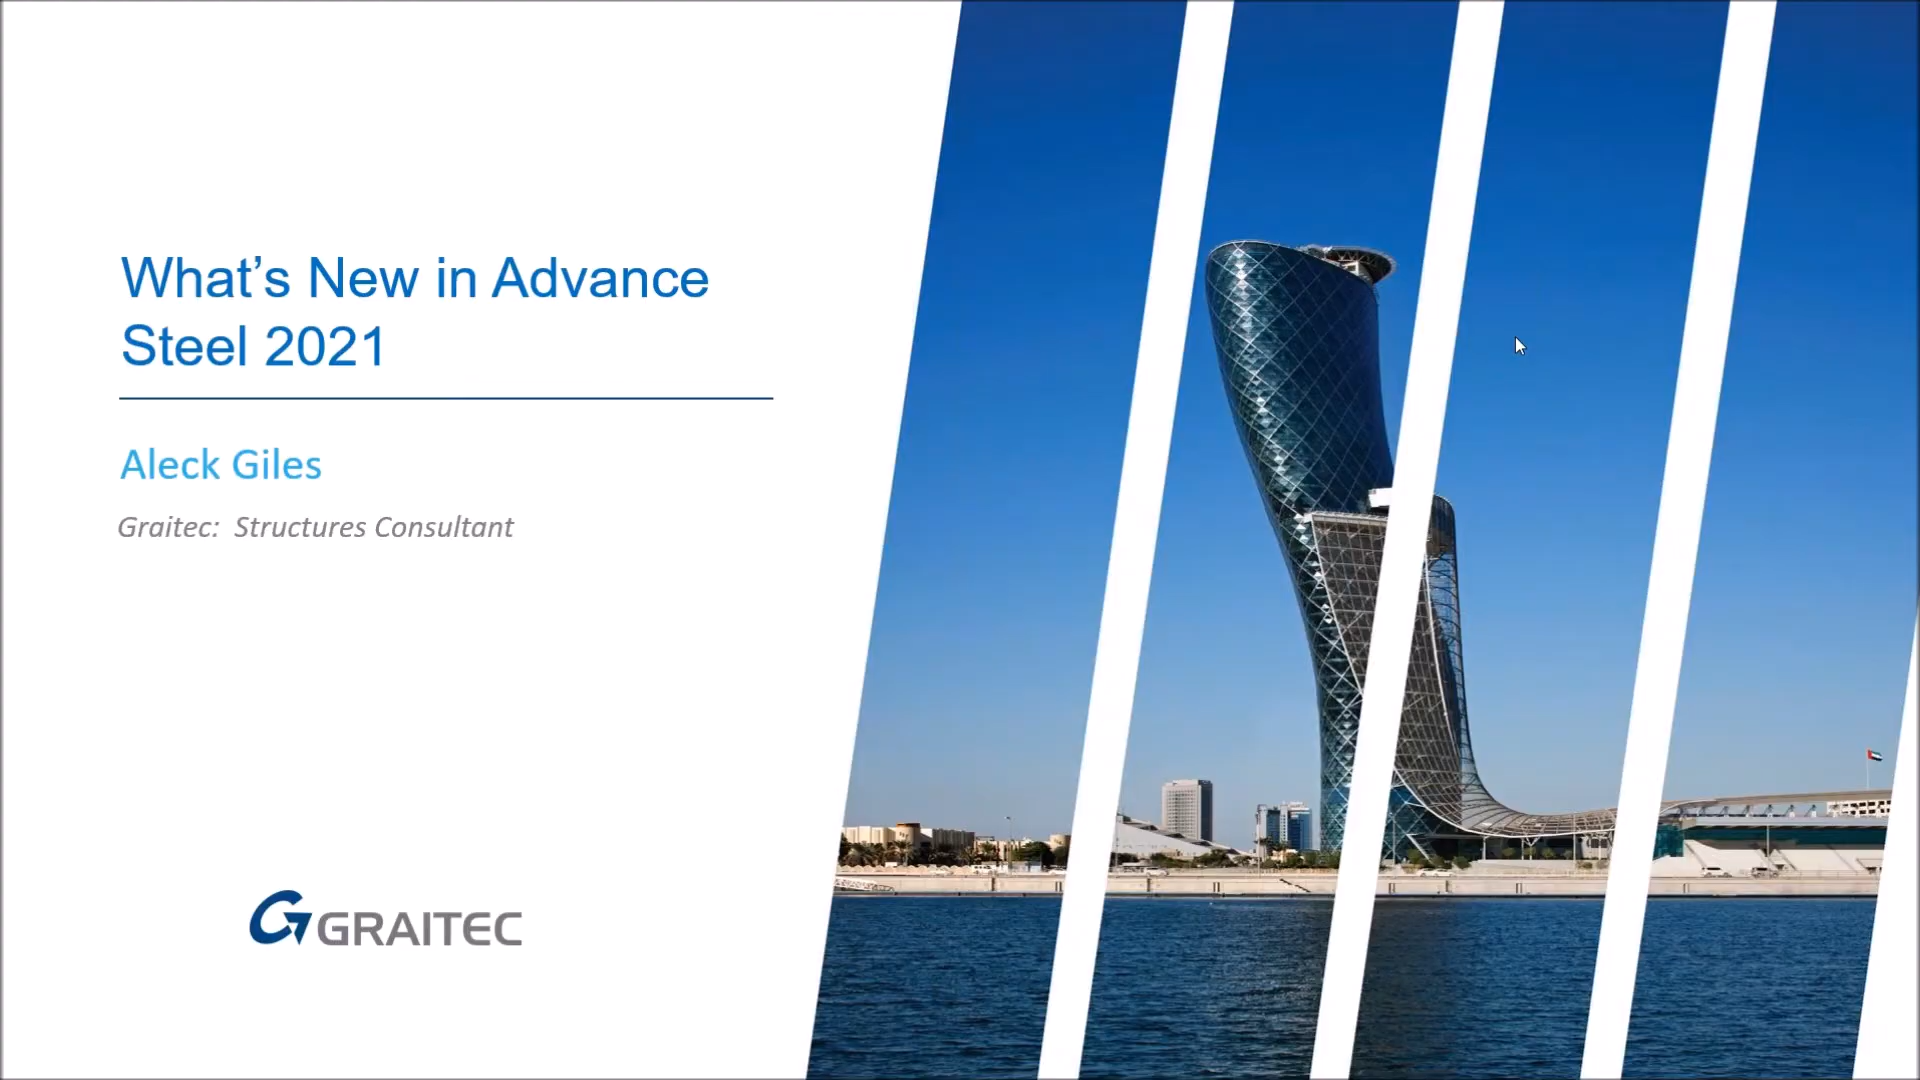 What’s New in Advance
Steel 2021
Aleck Giles
Graitec:  Structures Consultant
GRAITEC